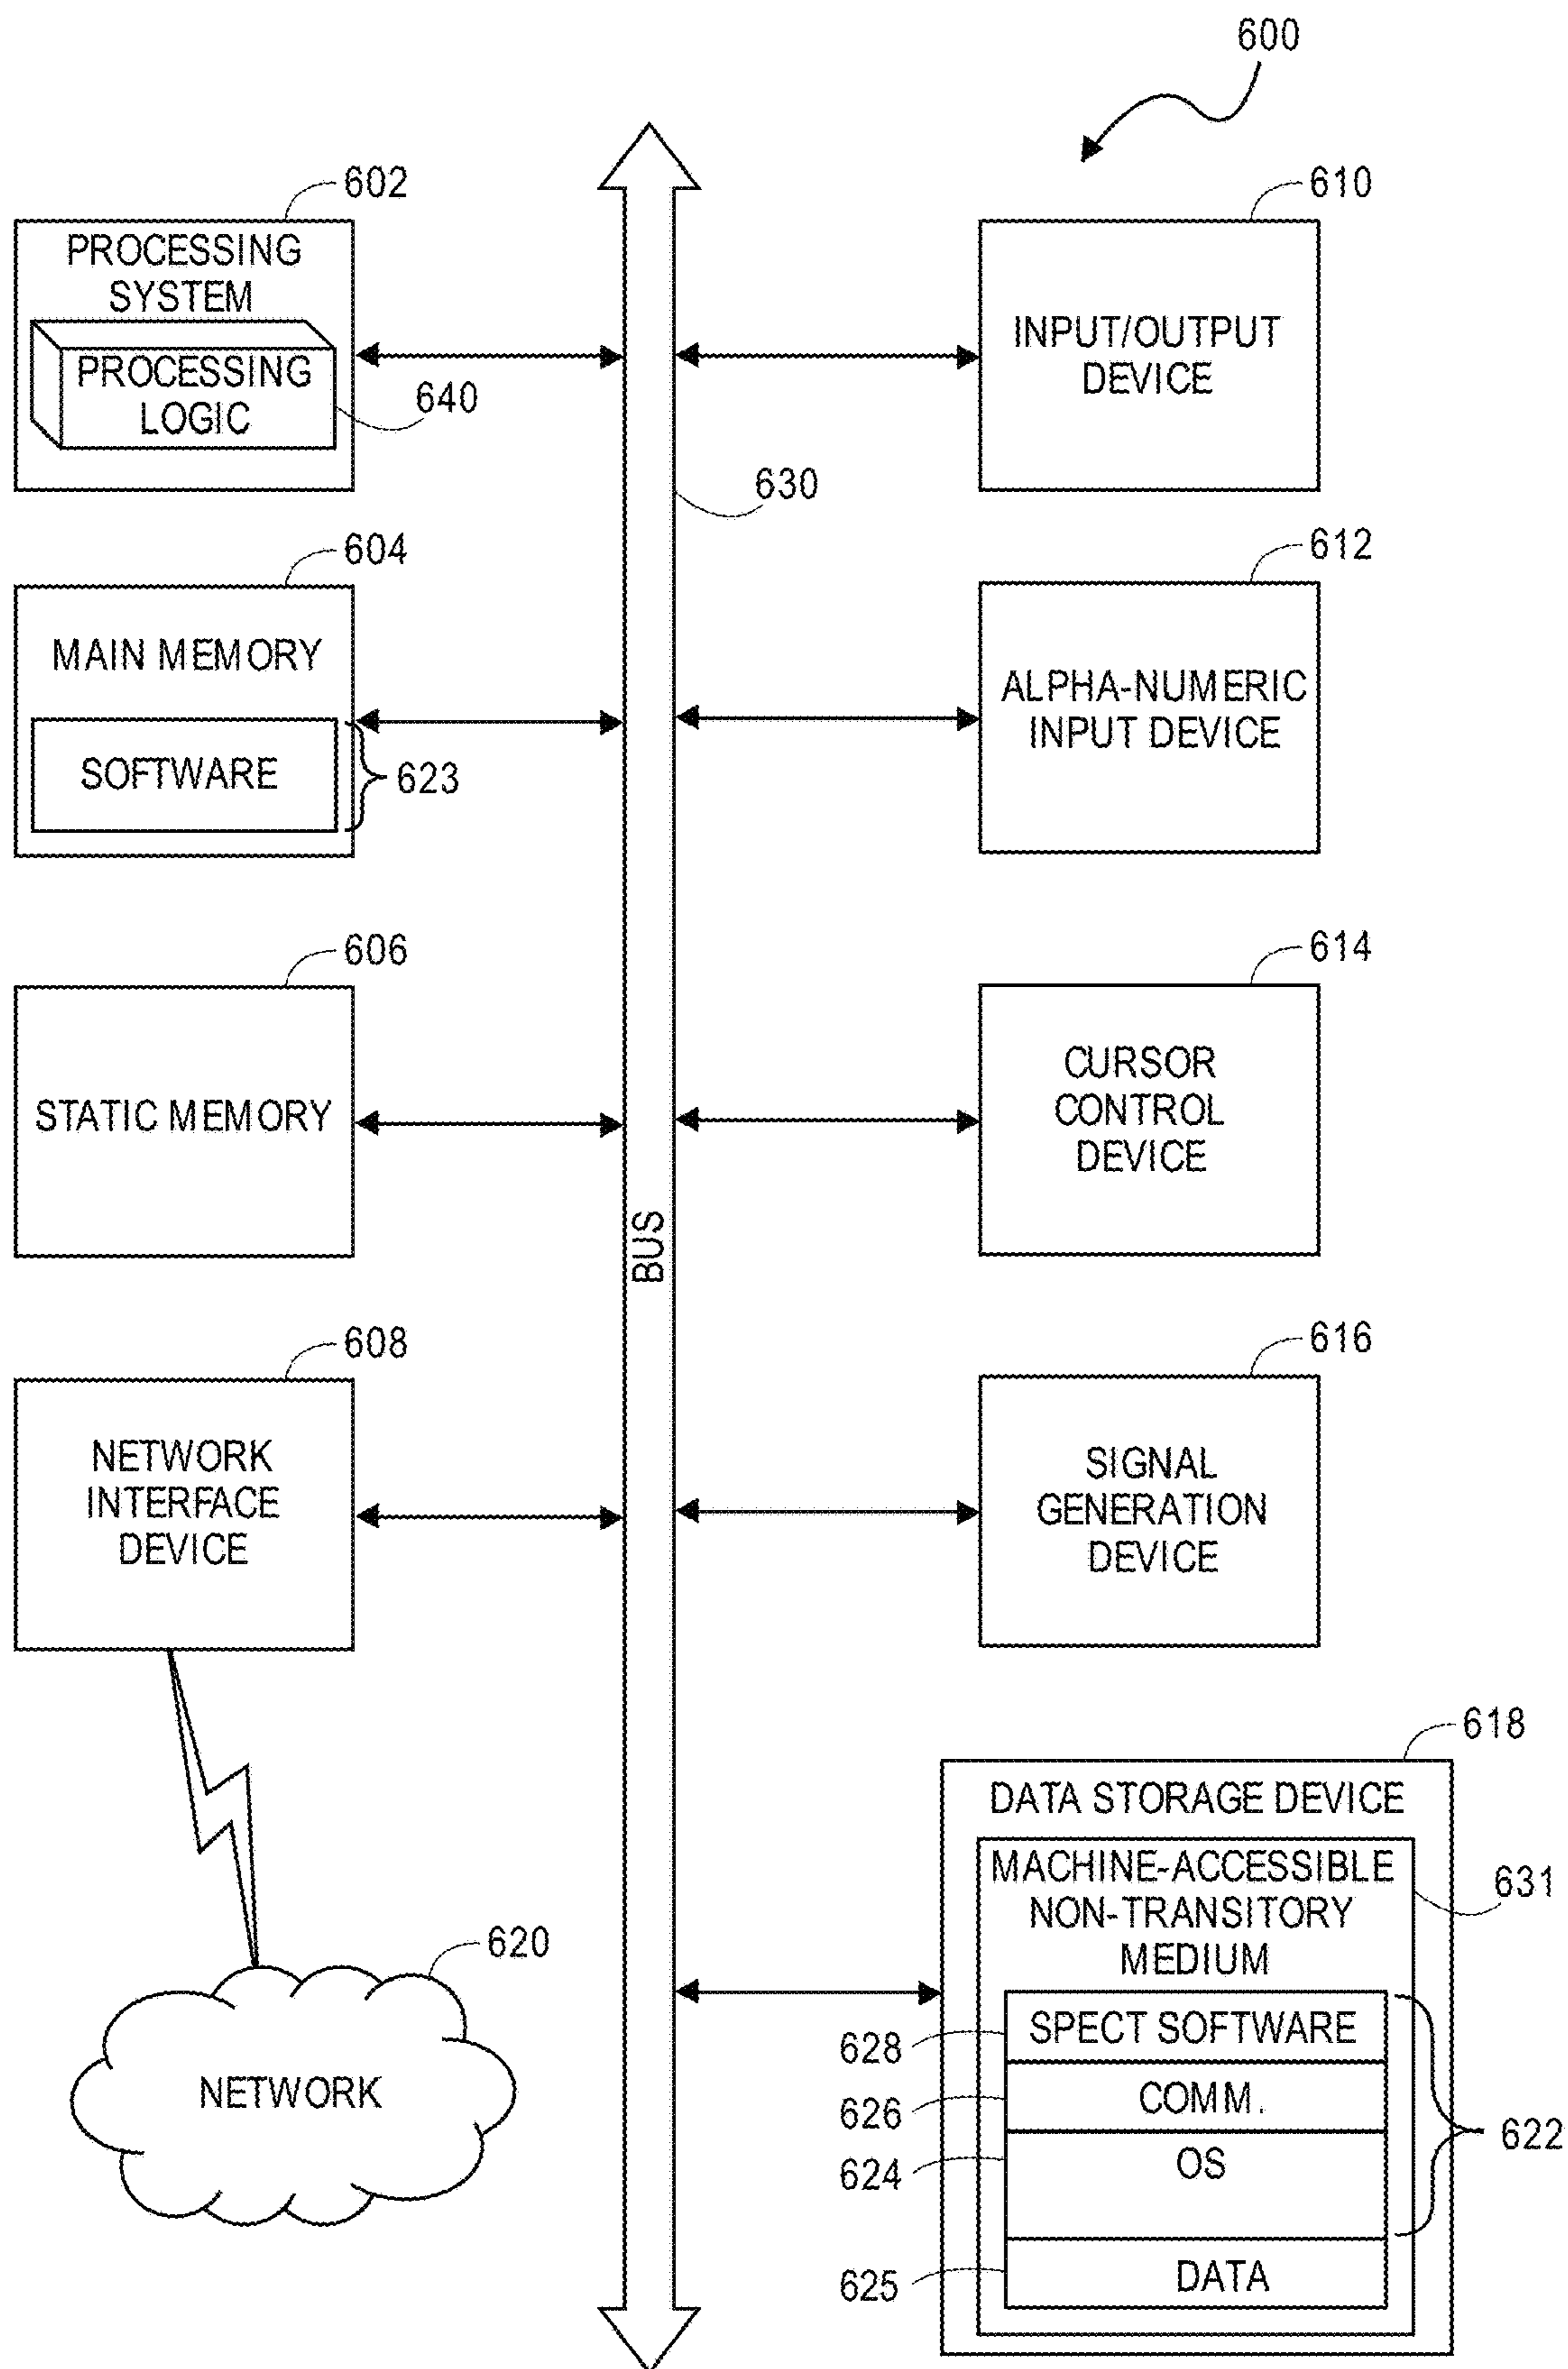 600
602
PROCESSING
SYSTEM
PROCESSING
LOGIC
640
610
INPUT/OUTPUT
DEVICE
630
604
MAIN MEMORY
SOFTWARE
623
612
ALPHA-NUMERIC
INPUT DEVICE
606
STATIC MEMORY
614
CURSOR
CONTROL
DEVICE
BUS
608
NETWORK
INTERFACE
DEVICE
616
SIGNAL
GENERATION
DEVICE
620
NETWORK
618
DATA STORAGE DEVICE
MACHINE-ACCESSIBLE
NON-TRANSITORY
MEDIUM
631
628
SPECT SOFTWARE
626
COMM.
624
OS
622
625
DATA